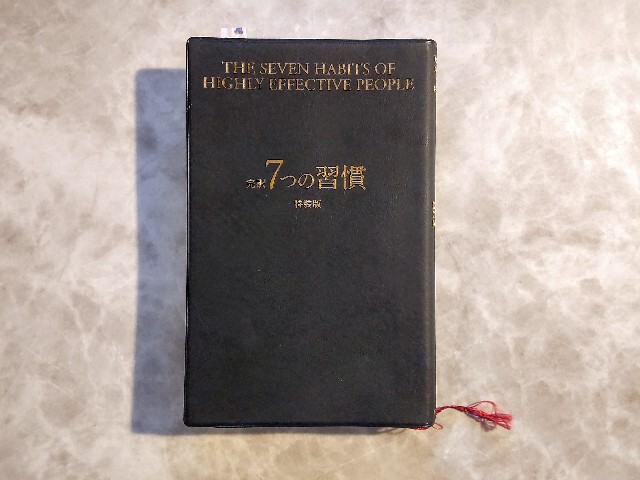 THE SEVEN HABITS OF
HIGHLY EFFECTIVE PEOPLE
完訳 7つの習慣
特装版